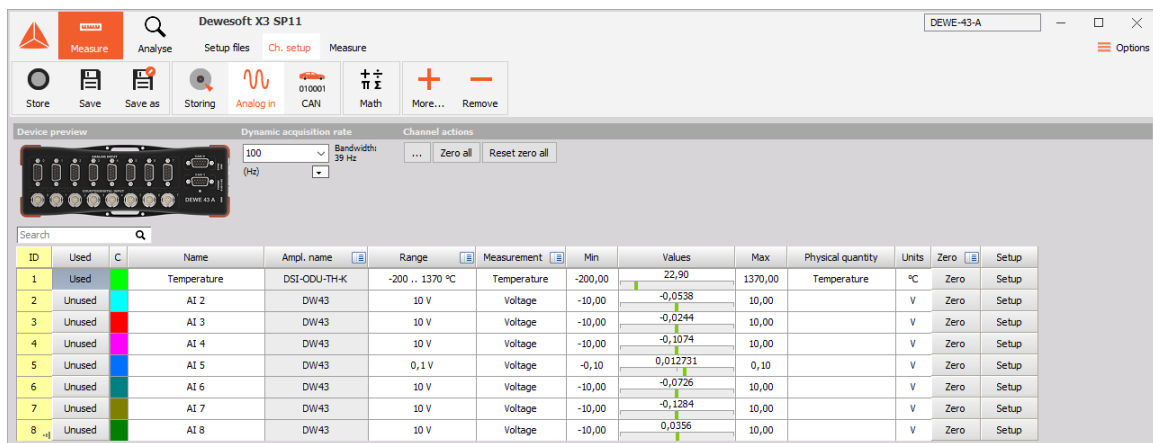 Dewesoft X3 SP11
DEWE-43-A
Measure
Analyse
Setup files
Ch. setup
Measure
Options
Store
Save
Save as
Storing
Analog in
010001
CAN
Math
More...
Remove
Device preview
Dynamic acquisition rate
Channel actions
100
Bandwidth:
39 Hz
(Hz)
...
Zero all
Reset zero all
DEWE 43 A
Search
ID Used C Name Ampl. name Range Measurement Min Values Max Physical quantity Units Zero Setup
1 Used Temperature DSI-ODU-TH-K -200 .. 1370 °C Temperature -200,00 22,90 1370,00 Temperature °C Zero Setup
2 Unused AI 2 DW43 10 V Voltage -10,00 -0,0538 10,00 V Zero Setup
3 Unused AI 3 DW43 10 V Voltage -10,00 -0,0244 10,00 V Zero Setup
4 Unused AI 4 DW43 10 V Voltage -10,00 -0,1074 10,00 V Zero Setup
5 Unused AI 5 DW43 0,1 V Voltage -0,10 0,012731 0,10 V Zero Setup
6 Unused AI 6 DW43 10 V Voltage -10,00 -0,0726 10,00 V Zero Setup
7 Unused AI 7 DW43 10 V Voltage -10,00 -0,1284 10,00 V Zero Setup
8 Unused AI 8 DW43 10 V Voltage -10,00 0,0356 10,00 V Zero Setup